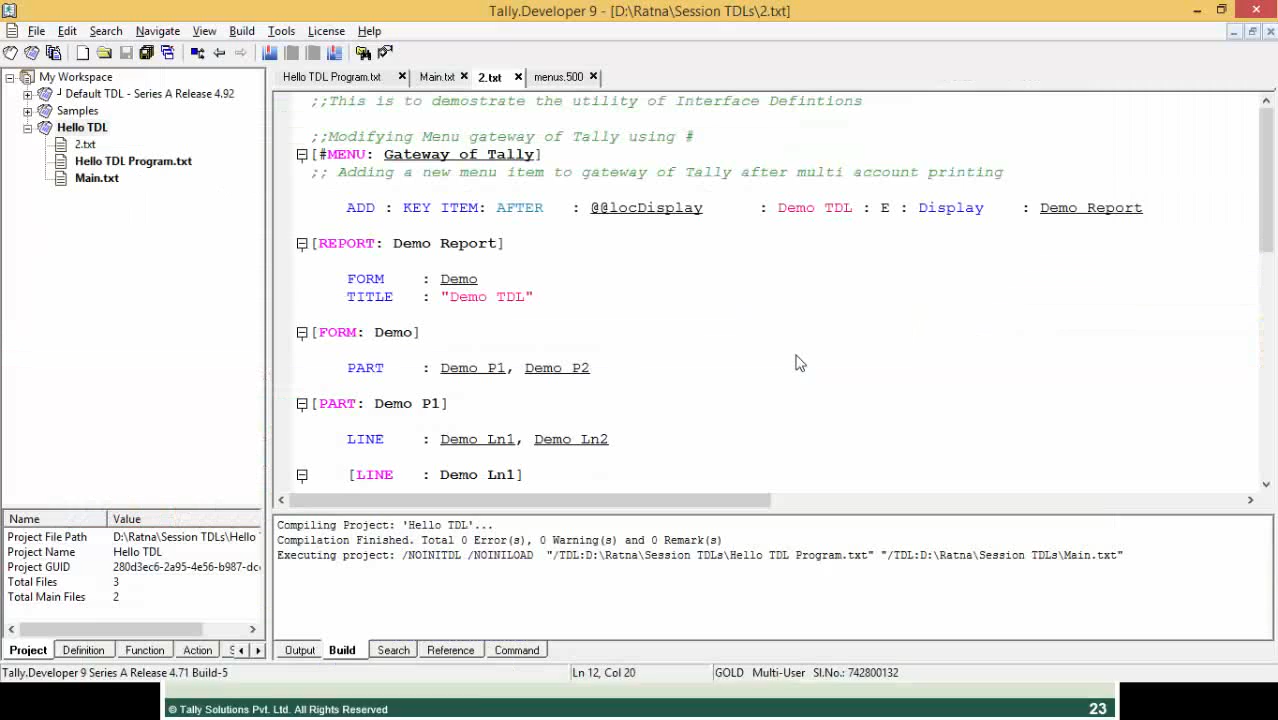 Tally.Developer 9 - [D:\Ratna\Session TDLs\2.txt]
File Edit Search Navigate View Build Tools License Help
My Workspace
Default TDL - Series A Release 4.92
Samples
Hello TDL
2.txt
Hello TDL Program.txt
Main.txt
Hello TDL Program.txt Main.txt 2.txt menus.500
;;This is to demostrate the utility of Interface Defintions
;;Modifying Menu gateway of Tally using #
[#MENU: Gateway of Tally]
;; Adding a new menu item to gateway of Tally after multi account printing
ADD : KEY ITEM: AFTER : @@locDisplay : Demo TDL : E : Display : Demo Report
[REPORT: Demo Report]
FORM : Demo
TITLE : "Demo TDL"
[FORM: Demo]
PART : Demo P1, Demo P2
[PART: Demo P1]
LINE : Demo Ln1, Demo Ln2
[LINE : Demo Ln1]
Name Value
Project File Path D:\Ratna\Session TDLs\Hello
Project Name Hello TDL
Project GUID 280d3ec6-2a95-4e56-b987-dc
Total Files 3
Total Main Files 2
Project Definition Function Action S
Compiling Project: 'Hello TDL'...
Compilation Finished. Total 0 Error(s), 0 Warning(s) and 0 Remark(s)
Executing project: /NOINITDL /NOINILOAD "/TDL:D:\Ratna\Session TDLs\Hello TDL Program.txt" "/TDL:D:\Ratna\Session TDLs\Main.txt"
Output Build Search Reference Command
Tally.Developer 9 Series A Release 4.71 Build-5 Ln 12, Col 20 GOLD Multi-User Sl.No.: 742800132
© Tally Solutions Pvt. Ltd. All Rights Reserved 23